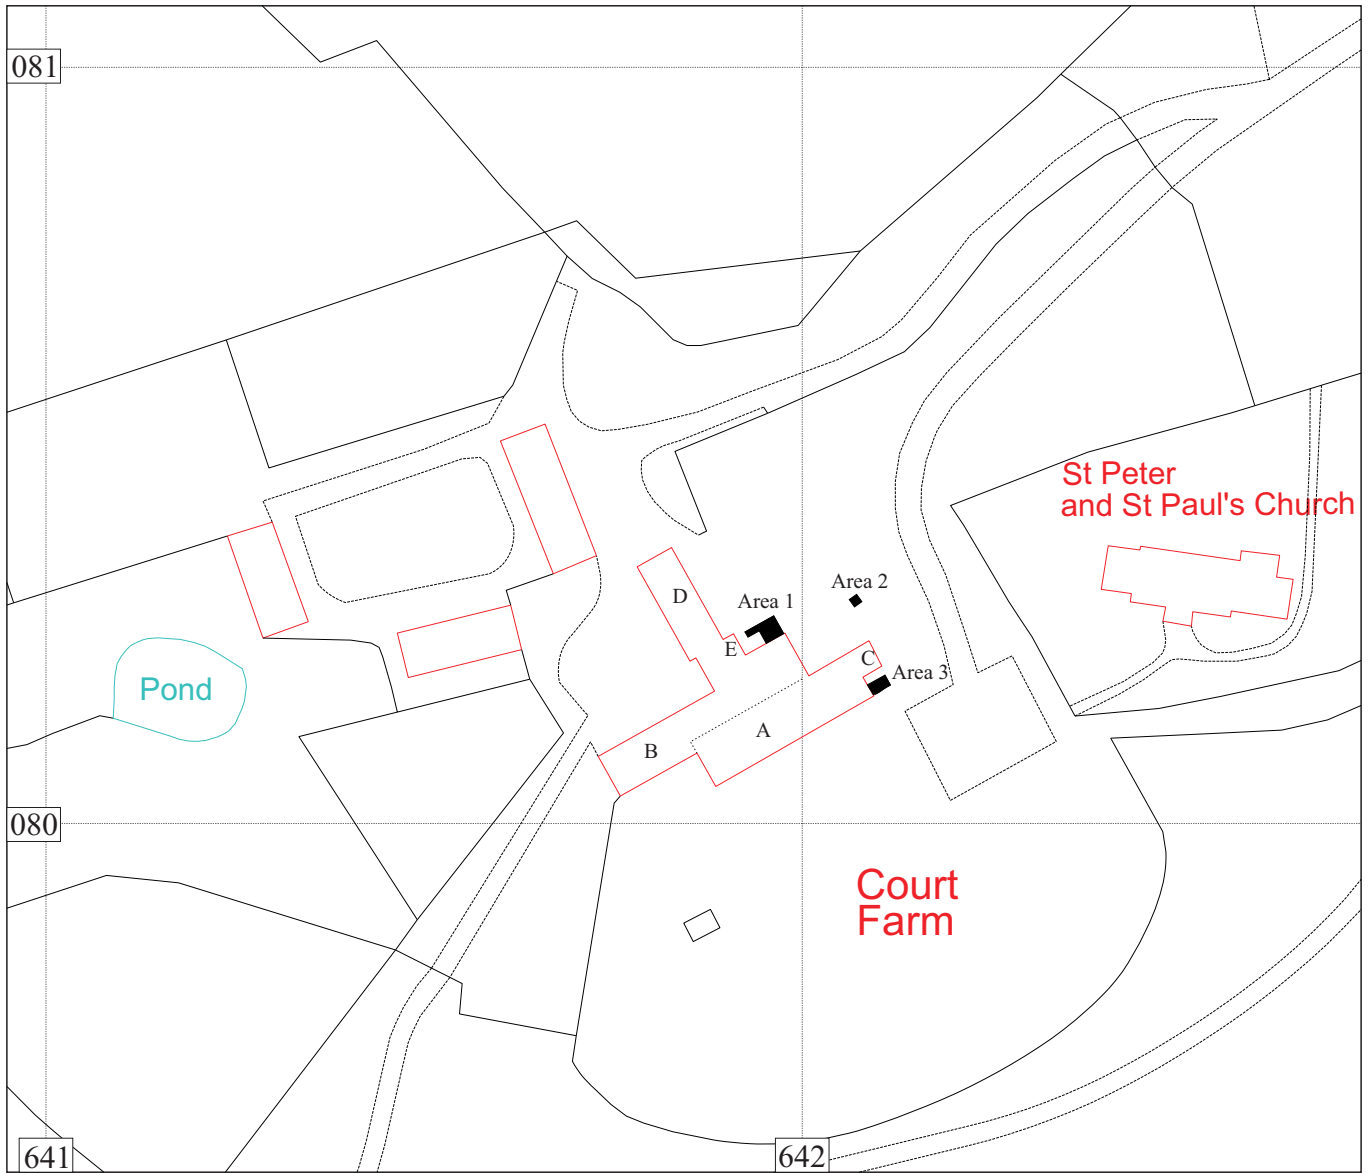 081
St Peter
and St Paul's Church
Area 2
D
Area 1
E
C
Area 3
Pond
A
B
080
Court
Farm
641
642